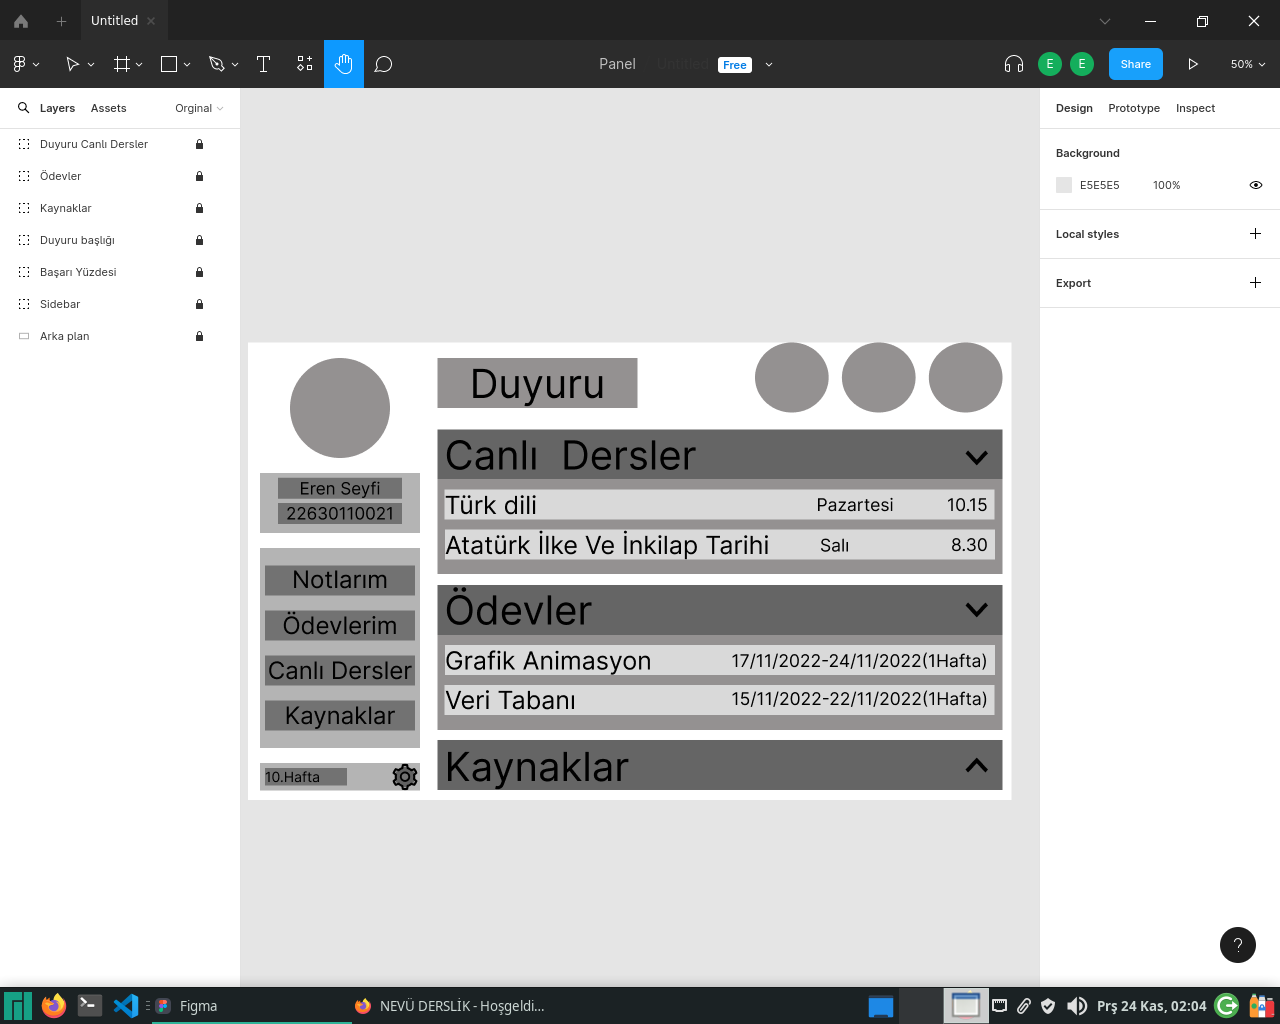 Untitled
Panel
Untitled
Free
E
E
Share
50%
Layers
Assets
Orginal
Design
Prototype
Inspect
Duyuru Canlı Dersler
Ödevler
Kaynaklar
Duyuru başlığı
Başarı Yüzdesi
Sidebar
Arka plan
Background
E5E5E5
100%
Local styles
Export
Eren Seyfi
22630110021
Notlarım
Ödevlerim
Canlı Dersler
Kaynaklar
10.Hafta
Duyuru
Canlı Dersler
Türk dili Pazartesi 10.15
Atatürk İlke Ve İnkilap Tarihi Salı 8.30
Ödevler
Grafik Animasyon 17/11/2022-24/11/2022(1Hafta)
Veri Tabanı 15/11/2022-22/11/2022(1Hafta)
Kaynaklar
?
Figma
NEVÜ DERSLİK - Hoşgeldi...
Prş 24 Kas, 02:04